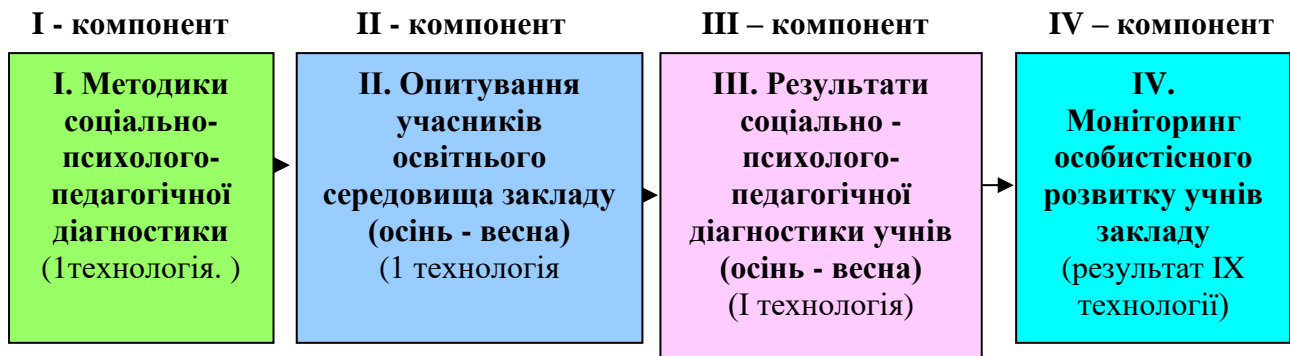 I - компонент
II - компонент
III – компонент
IV – компонент
I. Методики
соціально-
психолого-
педагогічної
діагностики
(1технологія. )
II. Опитування
учасників
освітнього
середовища закладу
(осінь - весна)
(1 технологія
III. Результати
соціально -
психолого-
педагогічної
діагностики учнів
(осінь - весна)
(I технологія)
IV.
Моніторинг
особистісного
розвитку учнів
закладу
(результат IX
технології)